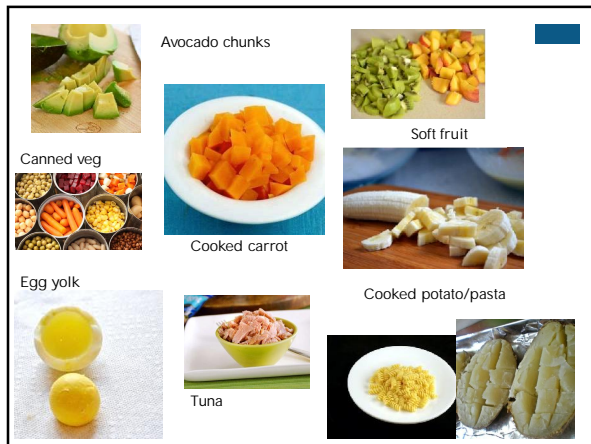 Avocado chunks
Soft fruit
Canned veg
Cooked carrot
Egg yolk
Cooked potato/pasta
Tuna